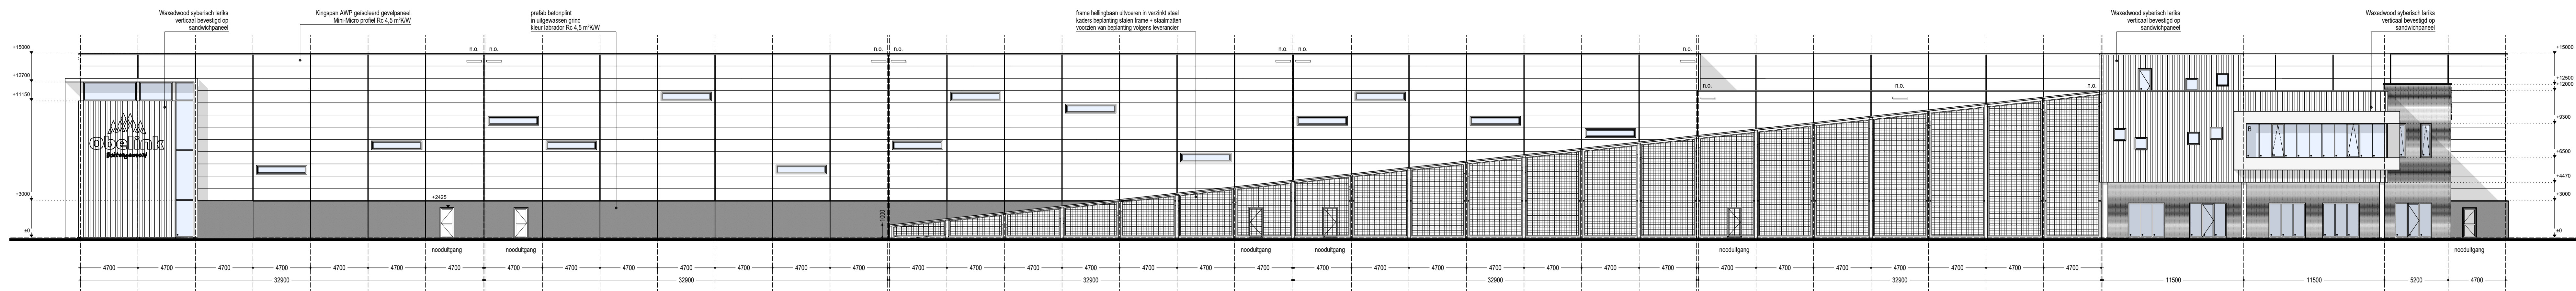 Waxedwood syberisch lariks
verticaal bevestigd op
sandwichpaneel
Kingspan AWP geïsoleerd gevelpaneel
Mini-Micro profiel Rc 4,5 m²K/W
prefab betonplint
in uitgewassen grind
kleur labrador Rc 4,5 m²K/W
frame hellingbaan uitvoeren in verzinkt staal
kaders beplanting stalen frame + staalmatten
voorzien van beplanting volgens leverancier
Waxedwood syberisch lariks
verticaal bevestigd op
sandwichpaneel
Waxedwood syberisch lariks
verticaal bevestigd op
sandwichpaneel
n.o. n.o. n.o. n.o. n.o. n.o. n.o.
n.o. n.o. n.o.
+15000
+12700
+11150
+3000
±0
Obelink
Buitengewoon!
+2425
1000
B
+15000
+12500
+12000
+9300
+6500
+4470
+3000
±0
nooduitgang nooduitgang nooduitgang nooduitgang nooduitgang nooduitgang
4700 4700 4700 4700 4700 4700 4700 4700 4700 4700 4700 4700 4700 4700 4700 4700 4700 4700 4700 4700 4700 4700 4700 4700 4700 4700 4700 4700 4700 4700 4700 4700 4700 4700 4700
32900 32900 32900 32900 32900 11500 11500 5200 4700